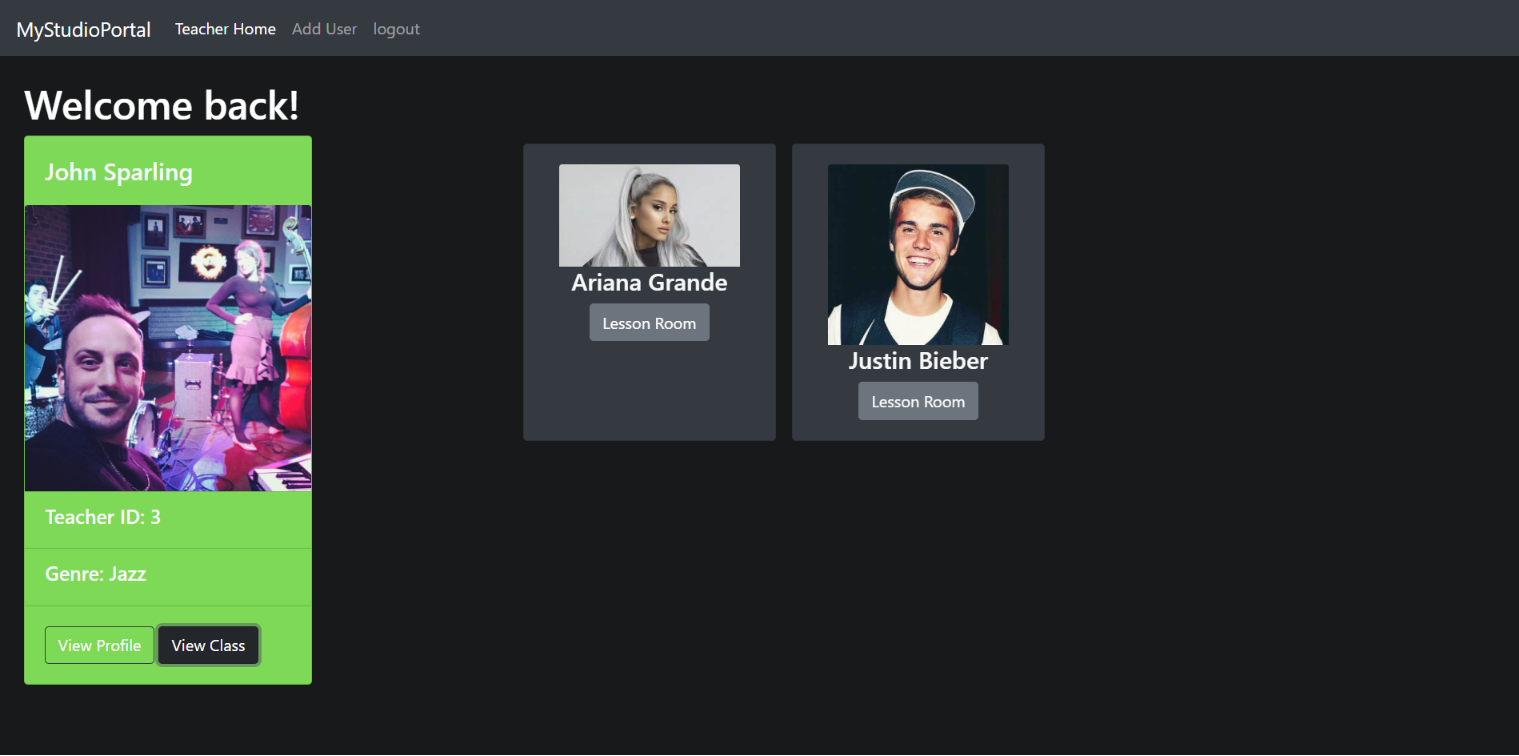 MyStudioPortal Teacher Home Add User logout
Welcome back!
John Sparling
Teacher ID: 3
Genre: Jazz
View Profile View Class
Ariana Grande
Lesson Room
Justin Bieber
Lesson Room